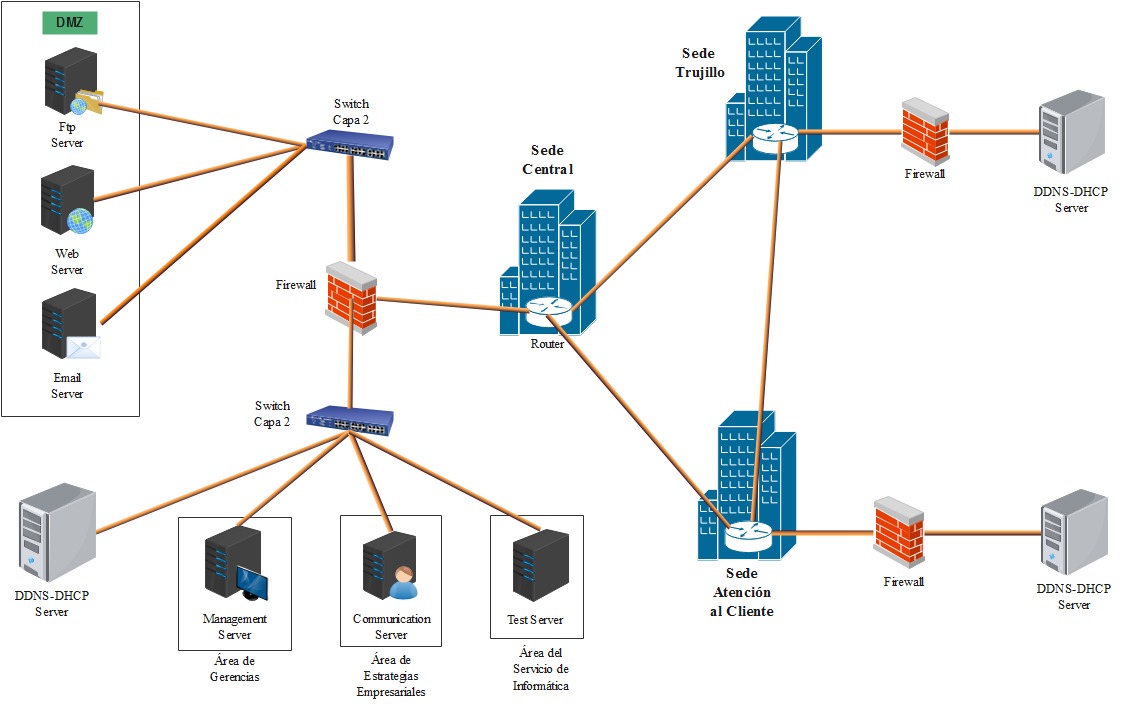 DMZ
Ftp
Server
Web
Server
Email
Server
Switch
Capa 2
Firewall
Switch
Capa 2
Sede
Central
Router
Sede
Trujillo
Firewall
DDNS-DHCP
Server
Sede
Atención
al Cliente
Firewall
DDNS-DHCP
Server
DDNS-DHCP
Server
Management
Server
Área de
Gerencias
Communication
Server
Área de
Estrategias
Empresariales
Test Server
Área del
Servicio de
Informática